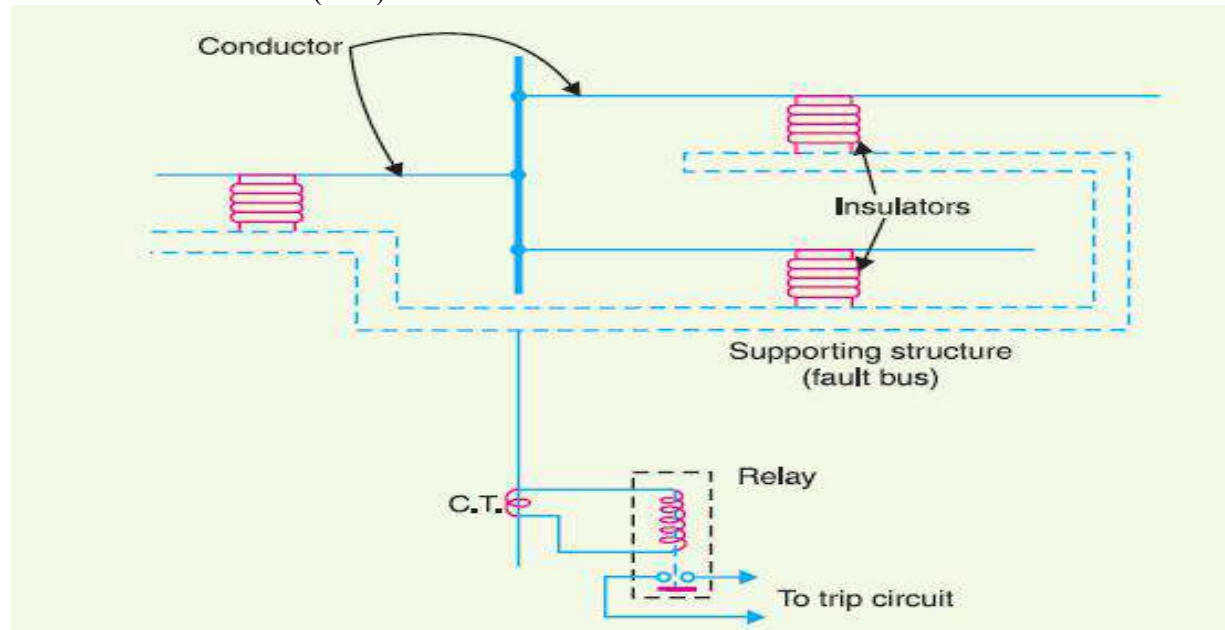 Conductor
Insulators
Supporting structure
(fault bus)
Relay
C.T.
To trip circuit